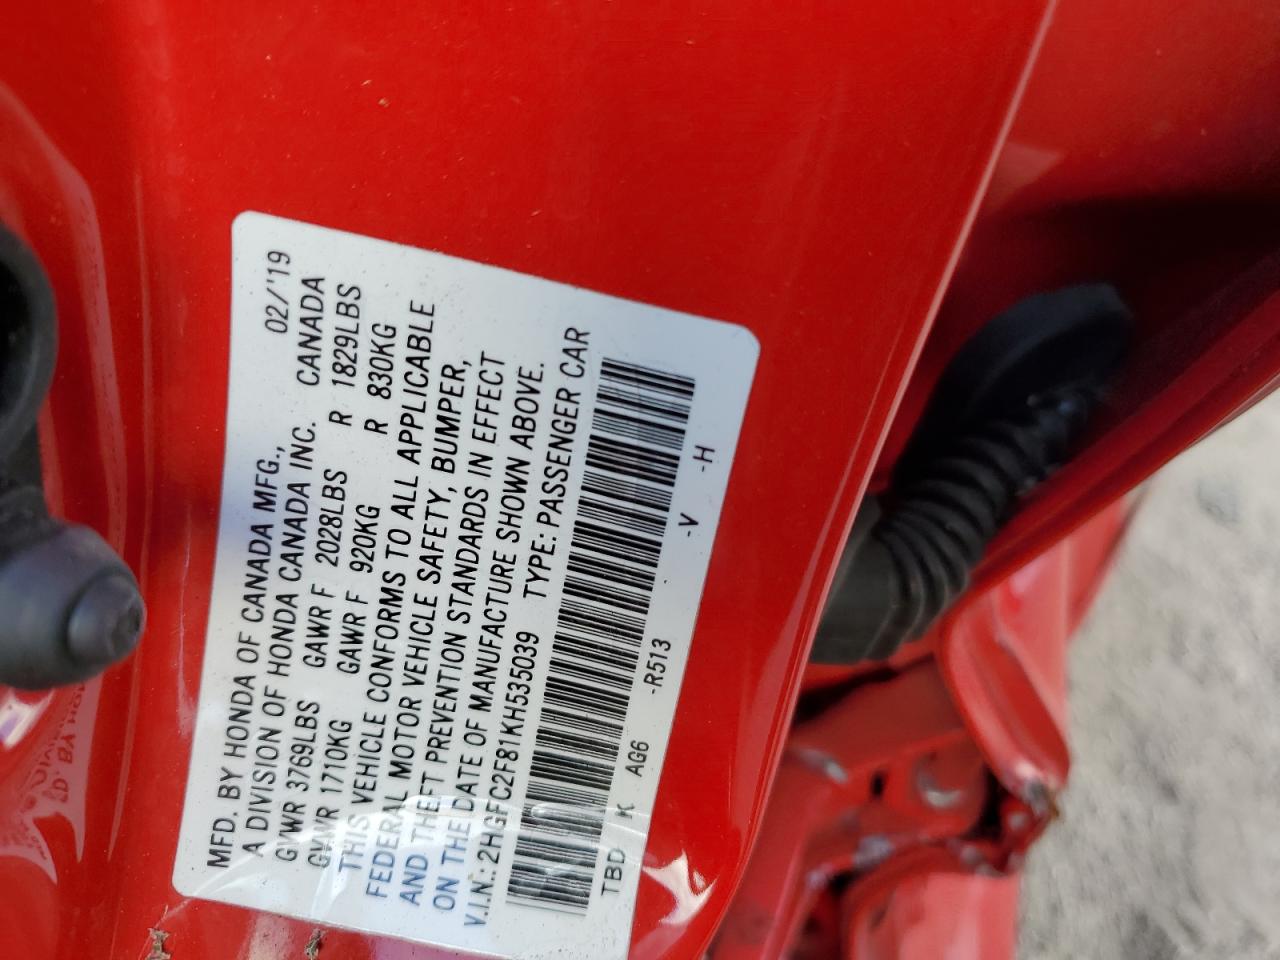 MFD. BY HONDA OF CANADA MFG., 02/'19
A DIVISION OF HONDA CANADA INC. CANADA
GVWR 3769LBS GAWR F 2028LBS R 1829LBS
GVWR 1710KG GAWR F 920KG R 830KG
THIS VEHICLE CONFORMS TO ALL APPLICABLE
FEDERAL MOTOR VEHICLE SAFETY, BUMPER,
AND THEFT PREVENTION STANDARDS IN EFFECT
ON THE DATE OF MANUFACTURE SHOWN ABOVE.
V.I.N.: 2HGFC2F81KH535039 TYPE: PASSENGER CAR
TBD K AG6 -R513 -V -H